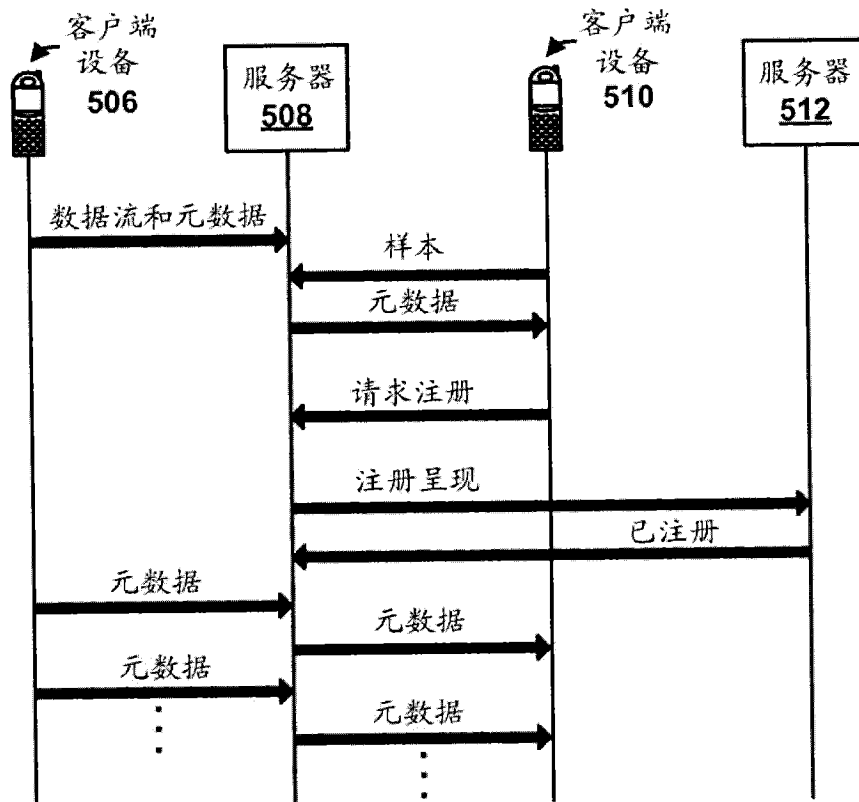 客户端
设备
506
服务器
508
客户端
设备
510
服务器
512
数据流和元数据
样本
元数据
请求注册
注册呈现
已注册
元数据
元数据
元数据
元数据